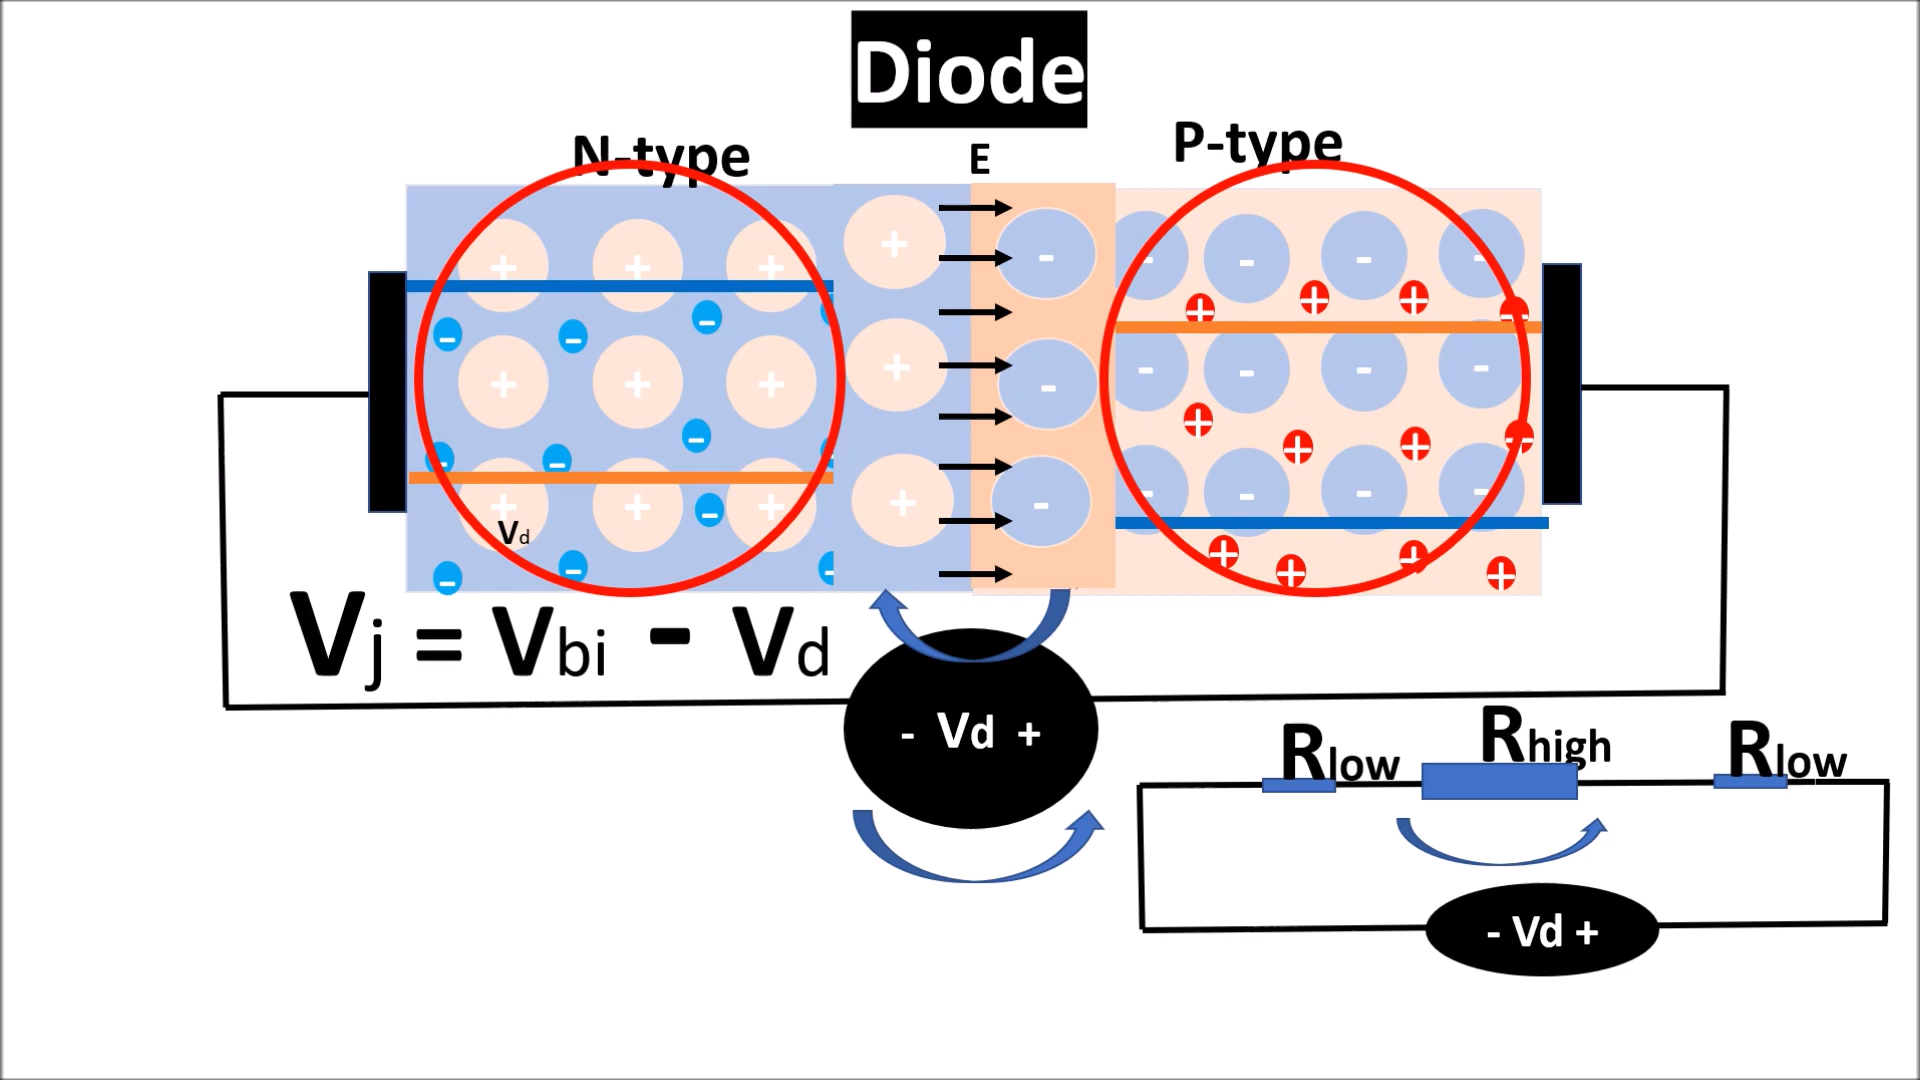 Diode
N-type
E
P-type
+ + + + -
- - - -
- - -
+ + + +
+ + + + -
- - - -
+ + + +
- - - -
+ + + + -
- - - -
Vd
- - -
+ + + +
Vj = Vbi - Vd
- Vd +
Rlow
Rhigh
Rlow
- Vd +